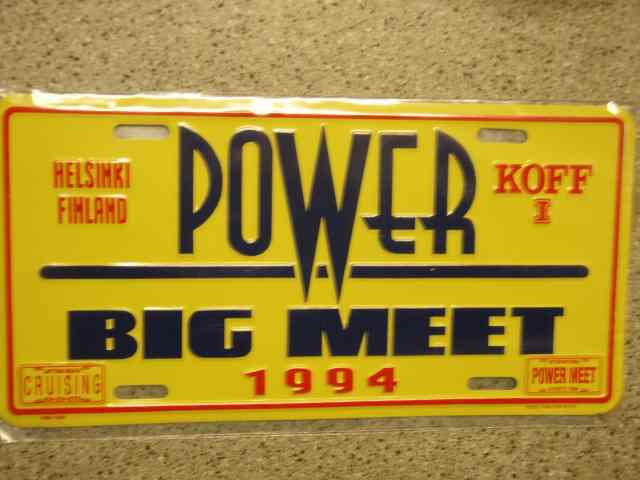 POWER
HELSINKI
FINLAND
KOFF
I
BIG MEET
1994
CRUISING
POWER MEET